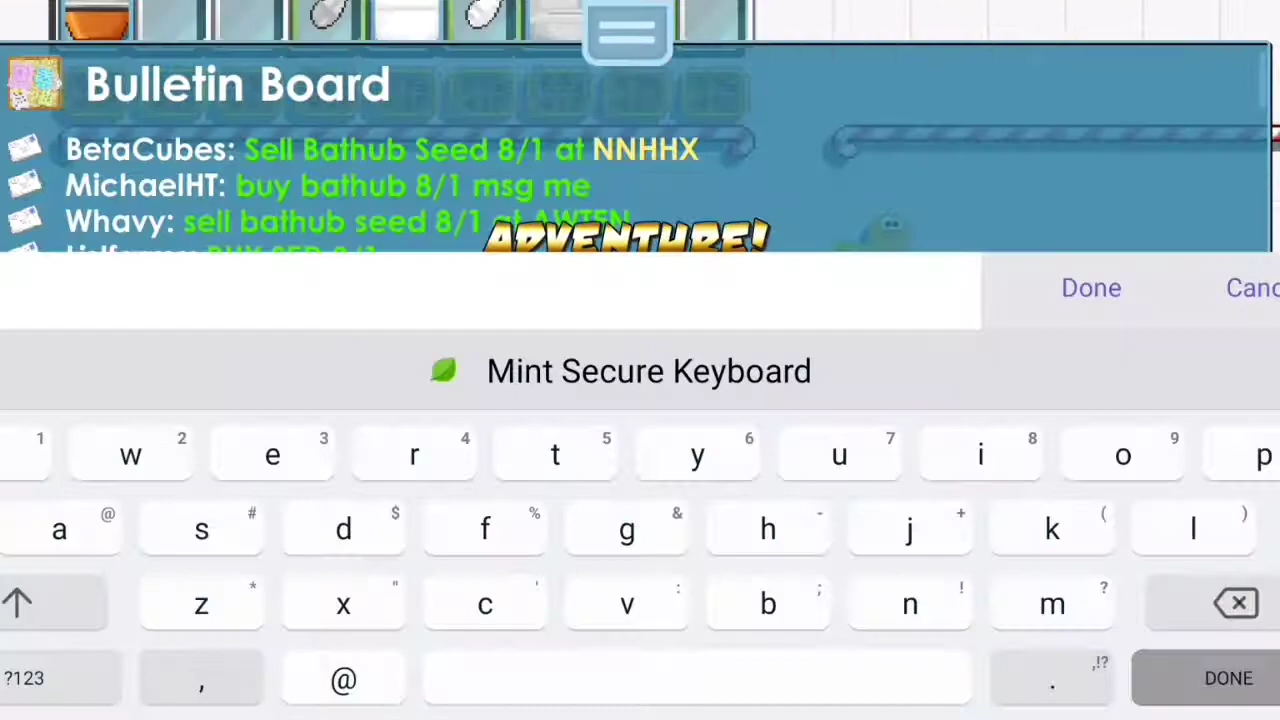 Bulletin Board
BetaCubes: Sell Bathub Seed 8/1 at NNHHX
MichaelHT: buy bathub 8/1 msg me
Whavy: sell bathub seed 8/1 at
ADVENTURE!
Done
Mint Secure Keyboard
1 2 3 4 5 6 7 8 9
w e r t y u i o p
@ # $ % & - + ( )
a s d f g h j k l
* " ' : ; ! ?
z x c v b n m
?123 , @ . ,!? DONE